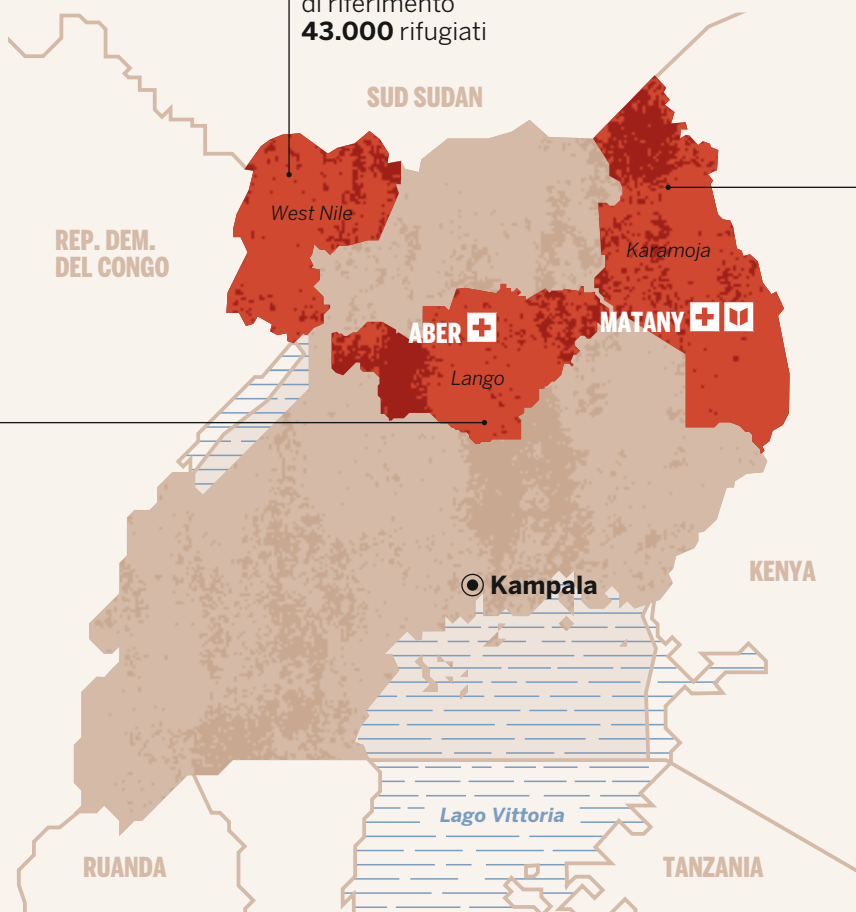 di riferimento
43.000 rifugiati
SUD SUDAN
West Nile
REP. DEM.
DEL CONGO
Karamoja
MATANY
ABER
Lango
Kampala
KENYA
Lago Vittoria
RUANDA
TANZANIA